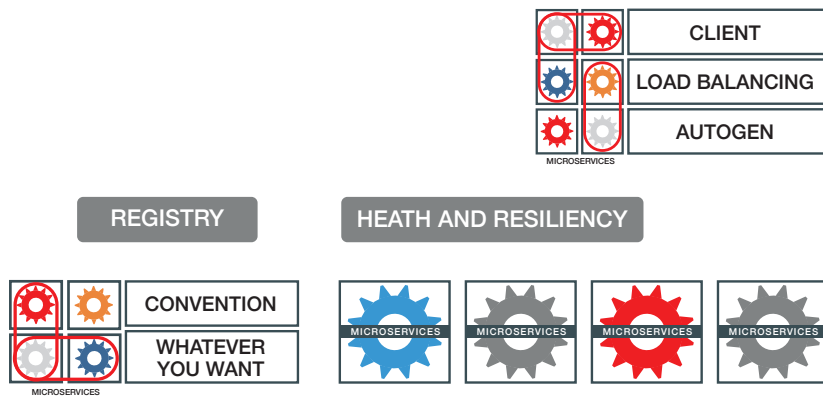 CLIENT
LOAD BALANCING
AUTOGEN
MICROSERVICES
REGISTRY
HEATH AND RESILIENCY
CONVENTION
WHATEVER
YOU WANT
MICROSERVICES
MICROSERVICES
MICROSERVICES
MICROSERVICES
MICROSERVICES